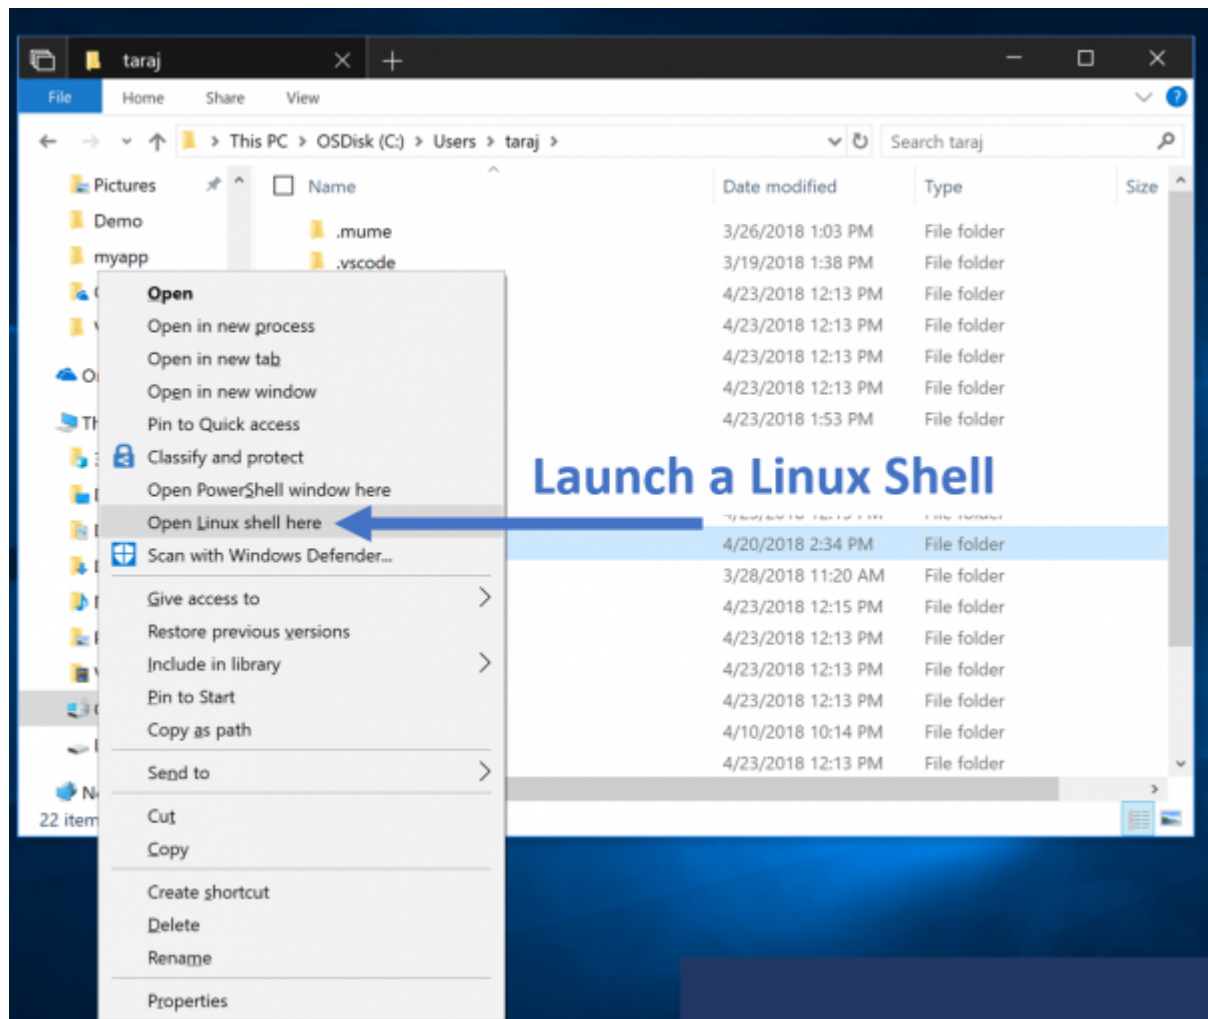 taraj
File Home Share View
This PC > OSDisk (C:) > Users > taraj >
Search taraj
Pictures
Demo
myapp
Name Date modified Type Size
.mume 3/26/2018 1:03 PM File folder
.vscode 3/19/2018 1:38 PM File folder
4/23/2018 12:13 PM File folder
4/23/2018 12:13 PM File folder
4/23/2018 12:13 PM File folder
4/23/2018 12:13 PM File folder
4/23/2018 1:53 PM File folder
Launch a Linux Shell
4/20/2018 2:34 PM File folder
3/28/2018 11:20 AM File folder
4/23/2018 12:15 PM File folder
4/23/2018 12:13 PM File folder
4/23/2018 12:13 PM File folder
4/23/2018 12:13 PM File folder
4/10/2018 10:14 PM File folder
4/23/2018 12:13 PM File folder
Open
Open in new process
Open in new tab
Open in new window
Pin to Quick access
Classify and protect
Open PowerShell window here
Open Linux shell here
Scan with Windows Defender...
Give access to
Restore previous versions
Include in library
Pin to Start
Copy as path
Send to
Cut
Copy
Create shortcut
Delete
Rename
Properties
22 item